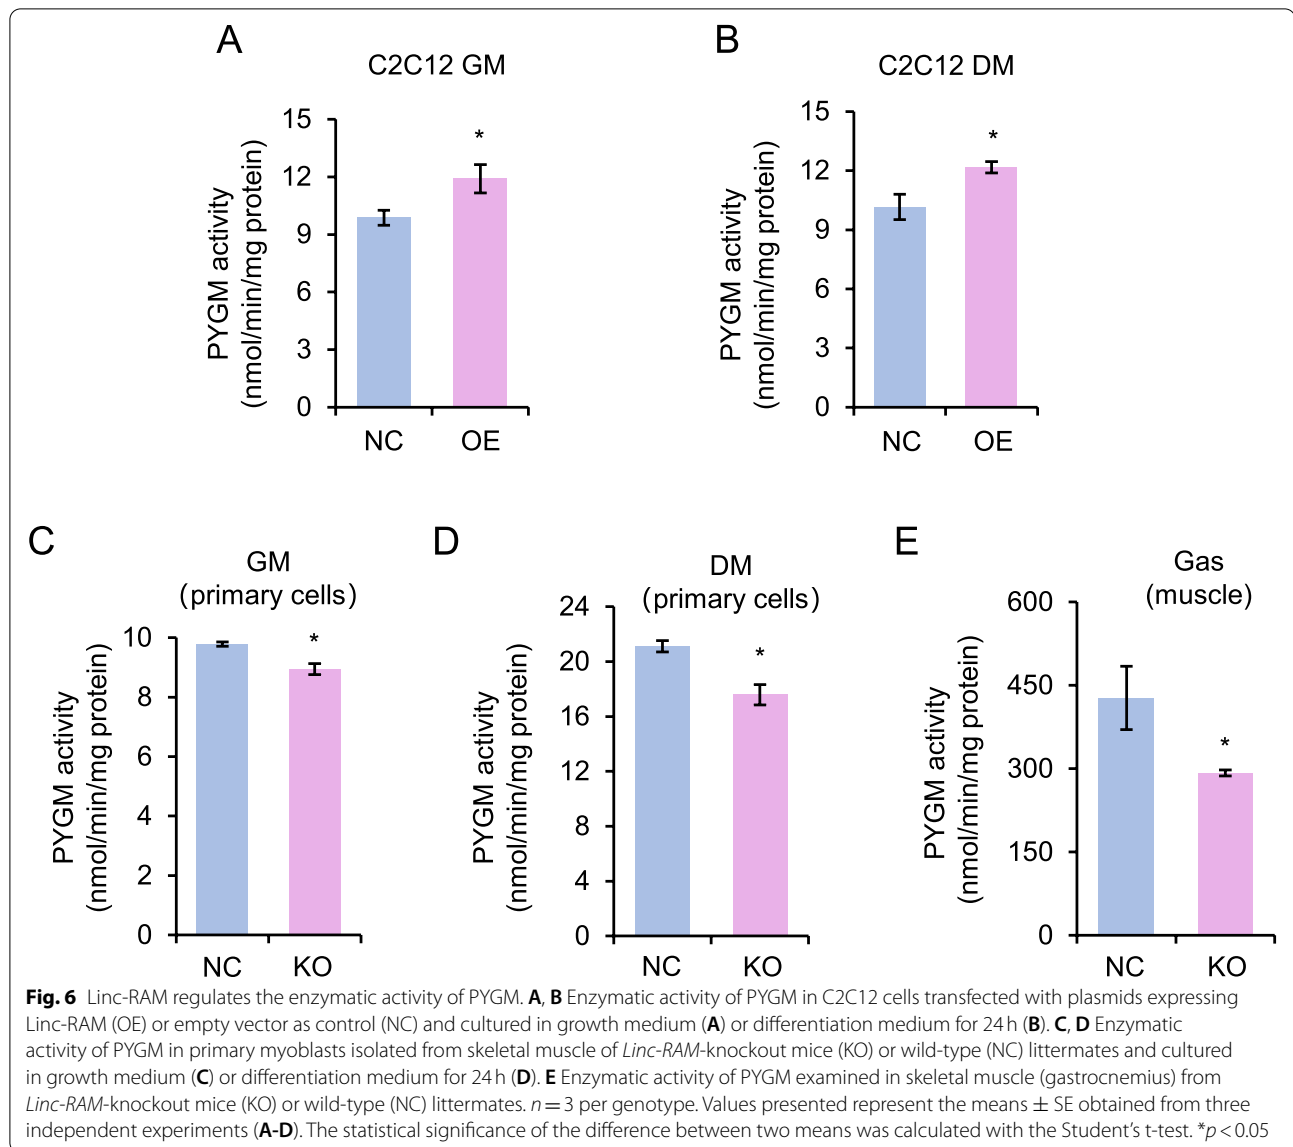 A
C2C12 GM
PYGM activity
(nmol/min/mg protein)
15
12
9
6
3
0
*
NC
OE
B
C2C12 DM
PYGM activity
(nmol/min/mg protein)
15
12
9
6
3
0
*
NC
OE
C
GM
(primary cells)
PYGM activity
(nmol/min/mg protein)
10
8
6
4
2
0
*
NC
KO
D
DM
(primary cells)
PYGM activity
(nmol/min/mg protein)
24
20
16
12
8
4
0
*
NC
KO
E
Gas
(muscle)
PYGM activity
(nmol/min/mg protein)
600
450
300
150
0
*
NC
KO
Fig. 6 Linc-RAM regulates the enzymatic activity of PYGM. A, B Enzymatic activity of PYGM in C2C12 cells transfected with plasmids expressing
Linc-RAM (OE) or empty vector as control (NC) and cultured in growth medium (A) or differentiation medium for 24 h (B). C, D Enzymatic
activity of PYGM in primary myoblasts isolated from skeletal muscle of Linc-RAM-knockout mice (KO) or wild-type (NC) littermates and cultured
in growth medium (C) or differentiation medium for 24 h (D). E Enzymatic activity of PYGM examined in skeletal muscle (gastrocnemius) from
Linc-RAM-knockout mice (KO) or wild-type (NC) littermates. n = 3 per genotype. Values presented represent the means ± SE obtained from three
independent experiments (A-D). The statistical significance of the difference between two means was calculated with the Student's t-test. *p < 0.05